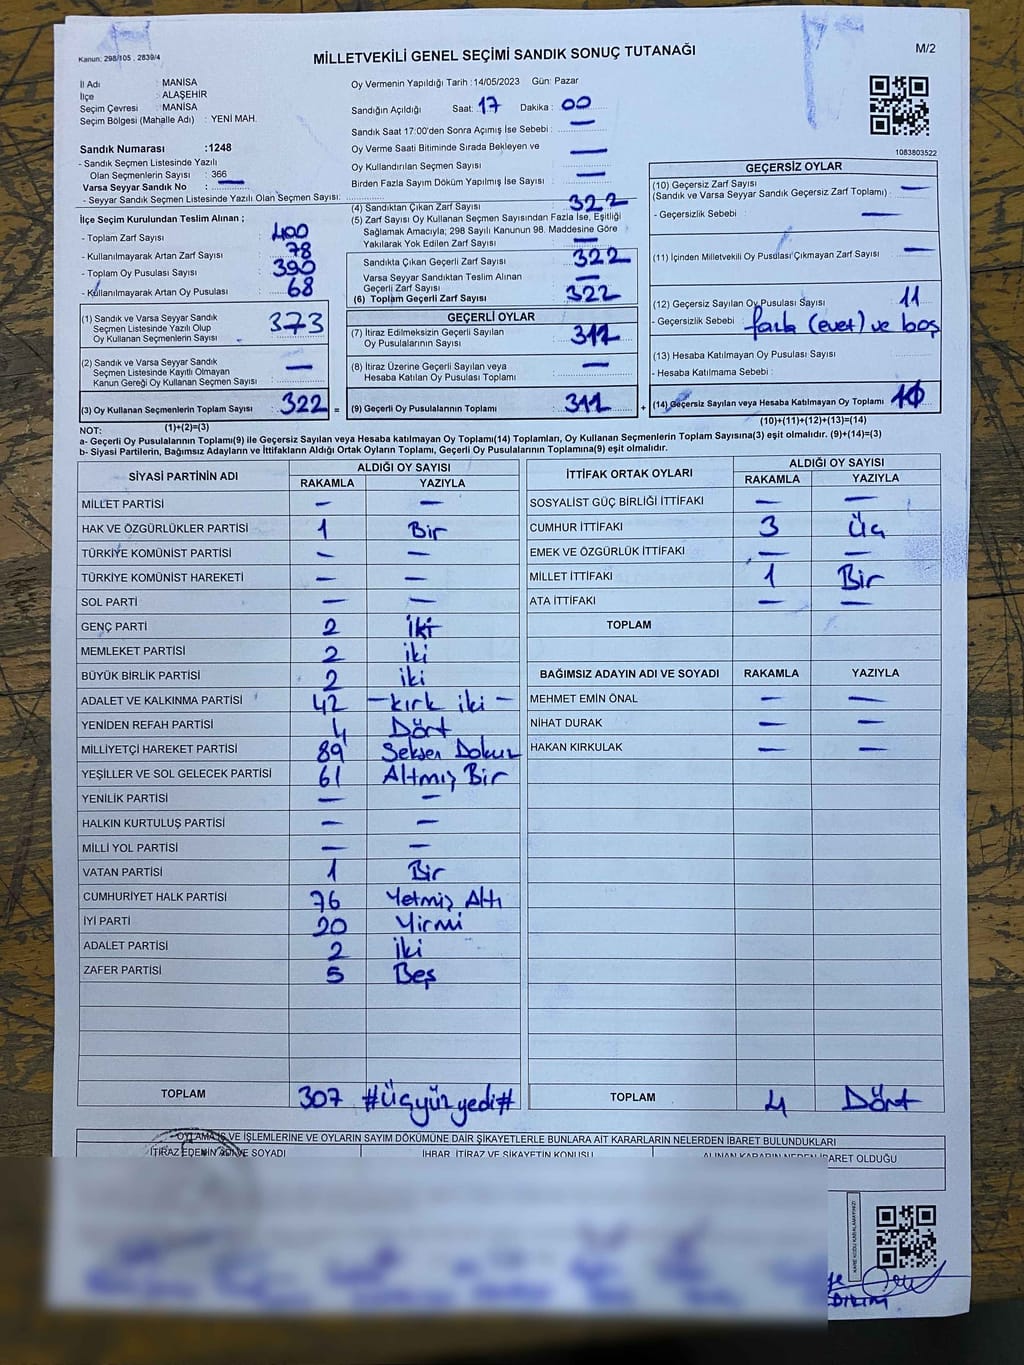 Kanun: 298/105 , 2839/4
MİLLETVEKİLİ GENEL SEÇİMİ SANDIK SONUÇ TUTANAĞI
M/2
İl Adı : MANİSA
İlçe : ALAŞEHİR
Seçim Çevresi : MANİSA
Seçim Bölgesi (Mahalle Adı) : YENİ MAH.
Oy Vermenin Yapıldığı Tarih : 14/05/2023 Gün: Pazar
Sandığın Açıldığı Saat: 17 Dakika : 00
Sandık Saat 17:00'den Sonra Açımış İse Sebebi : —
Oy Verme Saati Bitiminde Sırada Bekleyen ve
Oy Kullandırılan Seçmen Sayısı —
Birden Fazla Sayım Döküm Yapılmış İse Sayısı —
1083803522
Sandık Numarası :1248
- Sandık Seçmen Listesinde Yazılı
Olan Seçmenlerin Sayısı : 366
Varsa Seyyar Sandık No : —
- Seyyar Sandık Seçmen Listesinde Yazılı Olan Seçmen Sayısı:
İlçe Seçim Kurulundan Teslim Alınan ;
- Toplam Zarf Sayısı : 400
- Kullanılmayarak Artan Zarf Sayısı : 78
- Toplam Oy Pusulası Sayısı : 390
- Kullanılmayarak Artan Oy Pusulası : 68
(1) Sandık ve Varsa Seyyar Sandık
Seçmen Listesinde Yazılı Olup
Oy Kullanan Seçmenlerin Sayısı : 373
(2) Sandık ve Varsa Seyyar Sandık
Seçmen Listesinde Kayıtlı Olmayan
Kanun Gereği Oy Kullanan Seçmen Sayısı : —
(3) Oy Kullanan Seçmenlerin Toplam Sayısı : 322 =
(1)+(2)=(3)
(4) Sandıktan Çıkan Zarf Sayısı 322
(5) Zarf Sayısı Oy Kullanan Seçmen Sayısından Fazla İse, Eşitliği
Sağlamak Amacıyla; 298 Sayılı Kanunun 98. Maddesine Göre
Yakılarak Yok Edilen Zarf Sayısı —
Sandıkta Çıkan Geçerli Zarf Sayısı 322
Varsa Seyyar Sandıktan Teslim Alınan
Geçerli Zarf Sayısı —
(6) Toplam Geçerli Zarf Sayısı 322
GEÇERLİ OYLAR
(7) İtiraz Edilmeksizin Geçerli Sayılan
Oy Pusulalarının Sayısı 311
(8) İtiraz Üzerine Geçerli Sayılan veya
Hesaba Katılan Oy Pusulası Toplamı —
(9) Geçerli Oy Pusulalarının Toplamı 311 +
GEÇERSİZ OYLAR
(10) Geçersiz Zarf Sayısı
(Sandık ve Varsa Seyyar Sandık Geçersiz Zarf Toplamı) : —
- Geçersizlik Sebebi : —
(11) İçinden Milletvekili Oy Pusulası Çıkmayan Zarf Sayısı : —
(12) Geçersiz Sayılan Oy Pusulası Sayısı : 11
- Geçersizlik Sebebi : fazla (evet) ve boş
(13) Hesaba Katılmayan Oy Pusulası Sayısı :
- Hesaba Katılmama Sebebi :
(14) Geçersiz Sayılan veya Hesaba Katılmayan Oy Toplamı :
(10)+(11)+(12)+(13)=(14)
NOT:
a- Geçerli Oy Pusulalarının Toplamı(9) ile Geçersiz Sayılan veya Hesaba katılmayan Oy Toplamı(14) Toplamları, Oy Kullanan Seçmenlerin Toplam Sayısına(3) eşit olmalıdır. (9)+(14)=(3)
b- Siyasi Partilerin, Bağımsız Adayların ve İttifakların Aldığı Ortak Oyların Toplamı, Geçerli Oy Pusulalarının Toplamına(9) eşit olmalıdır.
SİYASİ PARTİNİN ADI ALDIĞI OY SAYISI
RAKAMLA YAZIYLA
MİLLET PARTİSİ — —
HAK VE ÖZGÜRLÜKLER PARTİSİ 1 Bir
TÜRKİYE KOMÜNİST PARTİSİ — —
TÜRKİYE KOMÜNİST HAREKETİ — —
SOL PARTİ — —
GENÇ PARTİ 2 İki
MEMLEKET PARTİSİ 2 iki
BÜYÜK BİRLİK PARTİSİ 2 iki
ADALET VE KALKINMA PARTİSİ 42 — kırk iki —
YENİDEN REFAH PARTİSİ 4 Dört
MİLLİYETÇİ HAREKET PARTİSİ 89 Seksen Dokuz
YEŞİLLER VE SOL GELECEK PARTİSİ 61 Altmış Bir
YENİLİK PARTİSİ — —
HALKIN KURTULUŞ PARTİSİ — —
MİLLİ YOL PARTİSİ — —
VATAN PARTİSİ 1 Bir
CUMHURİYET HALK PARTİSİ 76 Yetmiş Altı
İYİ PARTİ 20 Yirmi
ADALET PARTİSİ 2 İki
ZAFER PARTİSİ 5 Beş
TOPLAM 307 #Üçyüz yedi#
İTTİFAK ORTAK OYLARI ALDIĞI OY SAYISI
RAKAMLA YAZIYLA
SOSYALİST GÜÇ BİRLİĞİ İTTİFAKI — —
CUMHUR İTTİFAKI 3 Üç
EMEK VE ÖZGÜRLÜK İTTİFAKI — —
MİLLET İTTİFAKI 1 Bir
ATA İTTİFAKI — —
TOPLAM
BAĞIMSIZ ADAYIN ADI VE SOYADI RAKAMLA YAZIYLA
MEHMET EMİN ÖNAL — —
NİHAT DURAK — —
HAKAN KIRKULAK — —
TOPLAM 4 Dört
OYLAMA İŞ VE İŞLEMLERİNE VE OYLARIN SAYIM DÖKÜMÜNE DAİR ŞİKAYETLERLE BUNLARA AİT KARARLARIN NELERDEN İBARET BULUNDUKLARI
İTİRAZ EDENİN ADI VE SOYADI İHBAR, İTİRAZ VE ŞİKAYETİN KONUSU ALINAN KARARIN NEDEN İBARET OLDUĞU